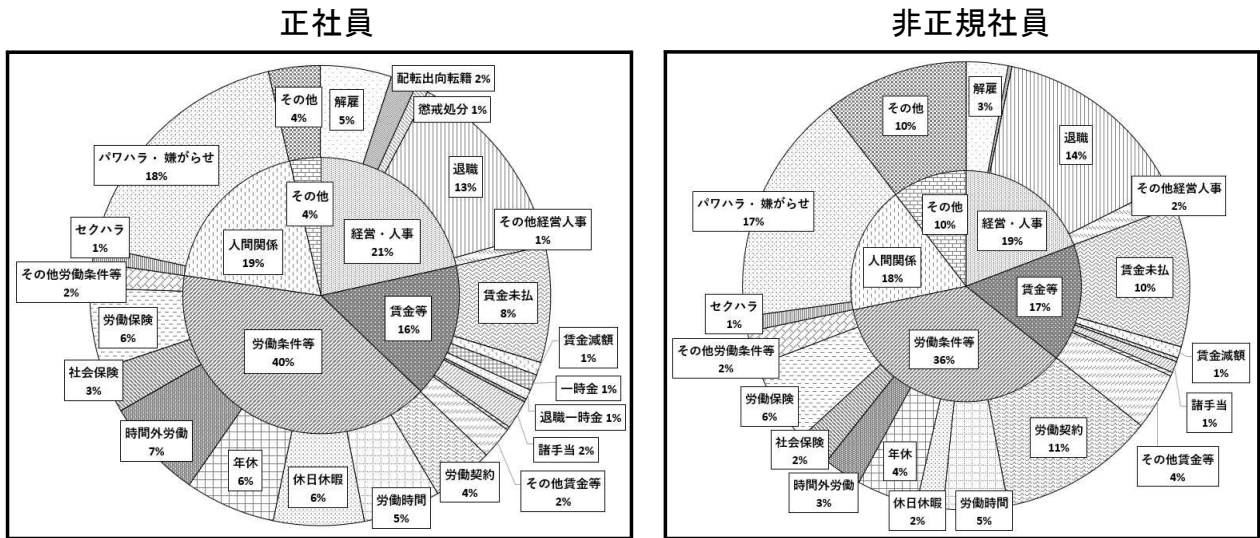 正社員
その他
4%
解雇
5%
配転出向転籍 2%
懲戒処分 1%
退職
13%
その他経営人事
1%
賃金未払
8%
賃金減額
1%
一時金 1%
退職一時金 1%
諸手当 2%
その他賃金等
2%
労働契約
4%
労働時間
5%
休日休暇
6%
年休
6%
時間外労働
7%
社会保険
3%
労働保険
6%
その他労働条件等
2%
セクハラ
1%
パワハラ・ 嫌がらせ
18%
その他
4%
経営・人事
21%
賃金等
16%
労働条件等
40%
人間関係
19%
非正規社員
その他
10%
解雇
3%
退職
14%
その他経営人事
2%
賃金未払
10%
賃金減額
1%
諸手当
1%
その他賃金等
4%
労働契約
11%
労働時間
5%
休日休暇
2%
年休
4%
時間外労働
3%
社会保険
2%
労働保険
6%
その他労働条件等
2%
セクハラ
1%
パワハラ・ 嫌がらせ
17%
その他
10%
経営・人事
19%
賃金等
17%
労働条件等
36%
人間関係
18%